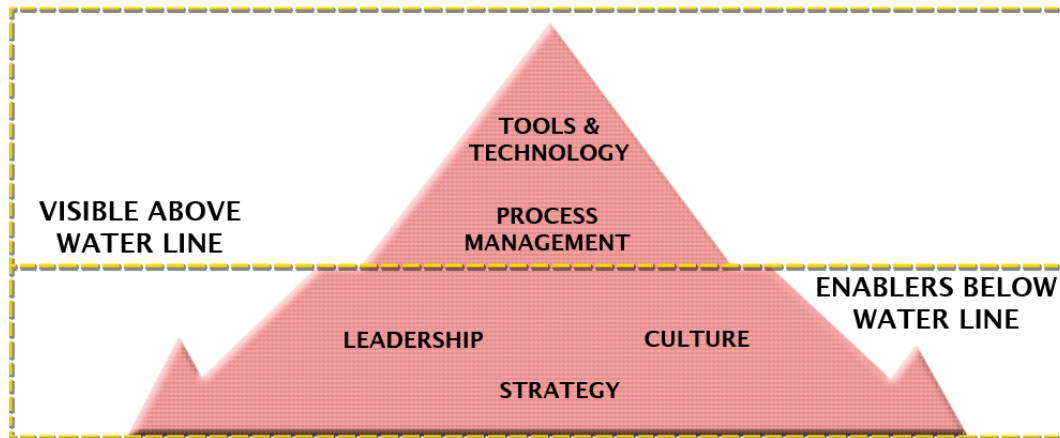 TOOLS &
TECHNOLOGY
VISIBLE ABOVE
WATER LINE
PROCESS
MANAGEMENT
ENABLERS BELOW
WATER LINE
LEADERSHIP
CULTURE
STRATEGY